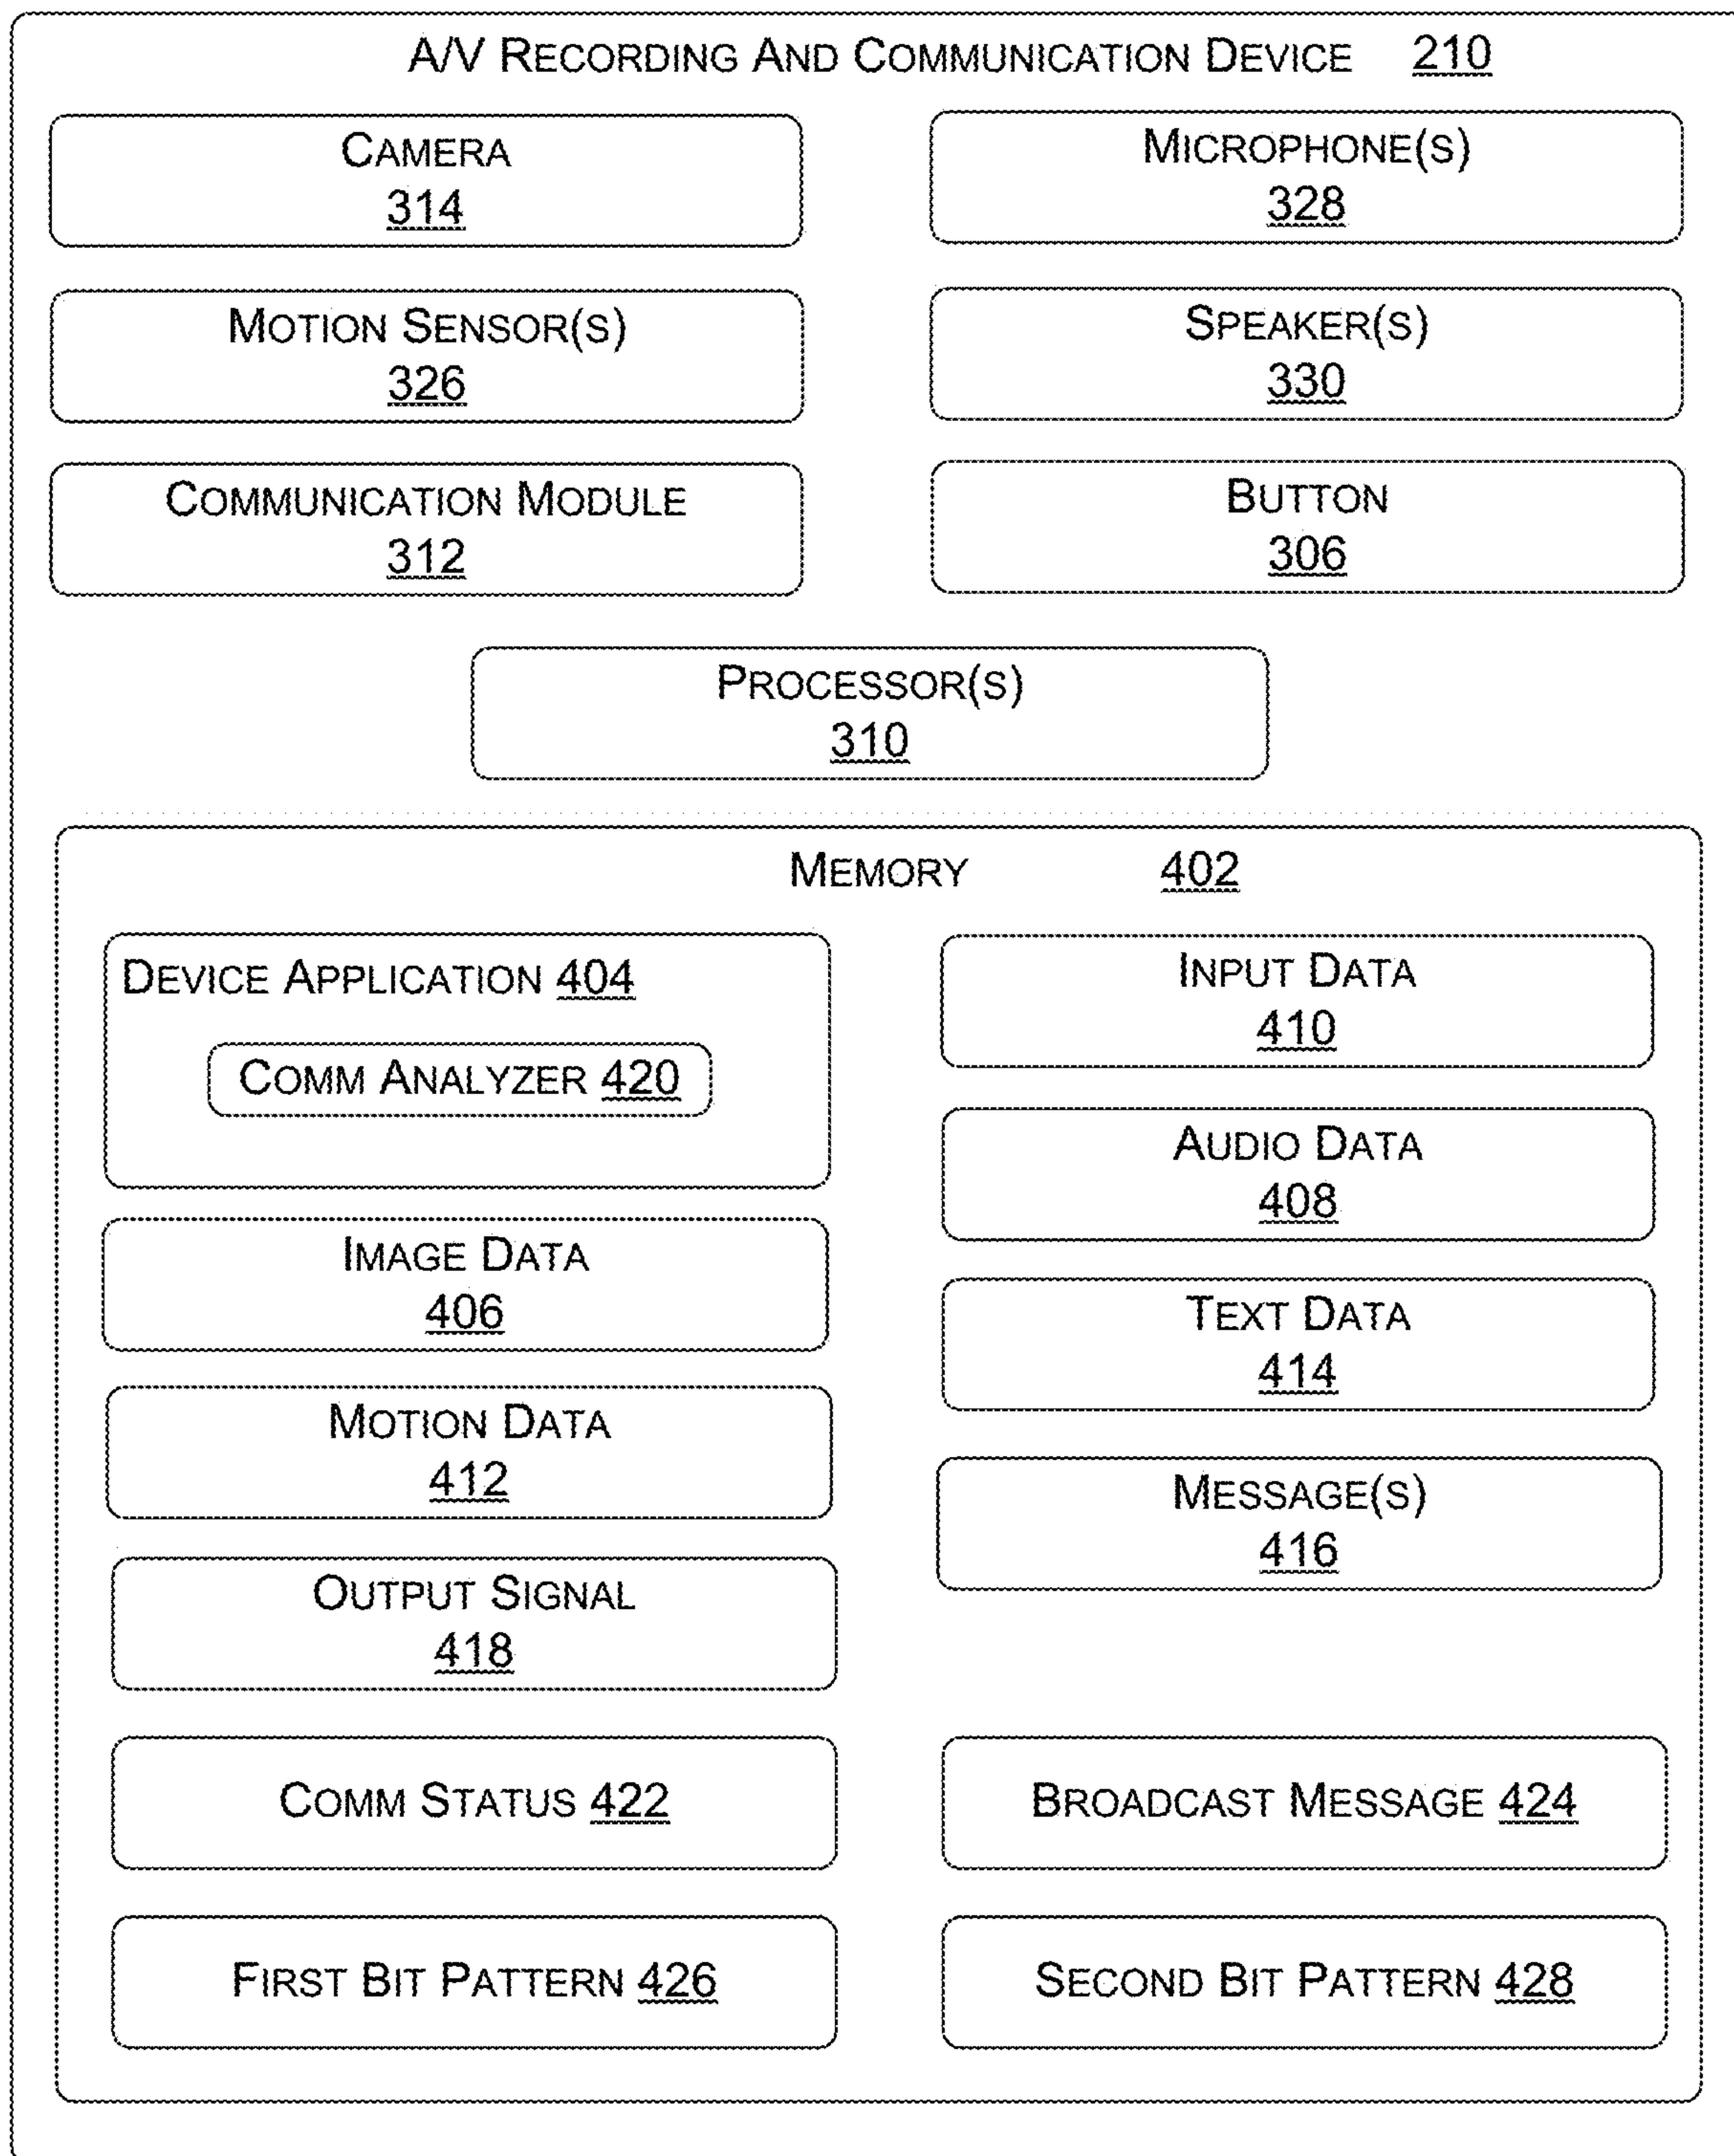 A/V RECORDING AND COMMUNICATION DEVICE 210
CAMERA
314
MICROPHONE(S)
328
MOTION SENSOR(S)
326
SPEAKER(S)
330
COMMUNICATION MODULE
312
BUTTON
306
PROCESSOR(S)
310
MEMORY 402
DEVICE APPLICATION 404
COMM ANALYZER 420
INPUT DATA
410
AUDIO DATA
408
IMAGE DATA
406
TEXT DATA
414
MOTION DATA
412
MESSAGE(S)
416
OUTPUT SIGNAL
418
COMM STATUS 422
BROADCAST MESSAGE 424
FIRST BIT PATTERN 426
SECOND BIT PATTERN 428